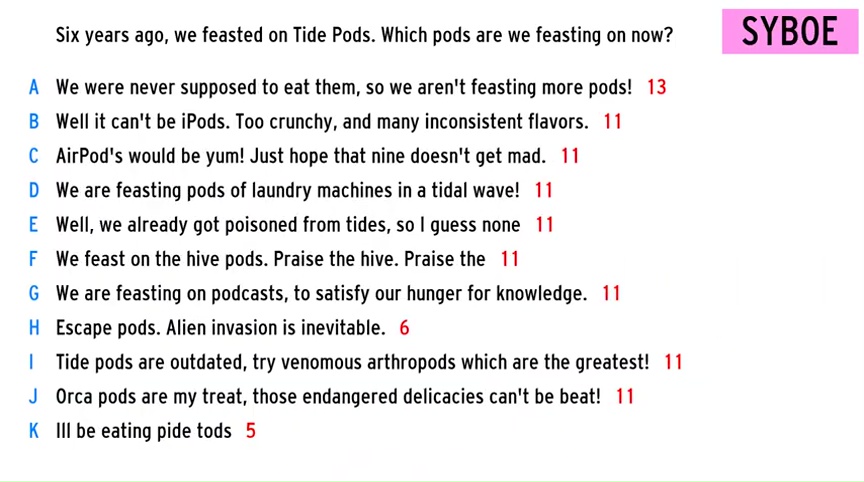 Six years ago, we feasted on Tide Pods. Which pods are we feasting on now?
SYBOE
A We were never supposed to eat them, so we aren't feasting more pods! 13
B Well it can't be iPods. Too crunchy, and many inconsistent flavors. 11
C AirPod's would be yum! Just hope that nine doesn't get mad. 11
D We are feasting pods of laundry machines in a tidal wave! 11
E Well, we already got poisoned from tides, so I guess none 11
F We feast on the hive pods. Praise the hive. Praise the 11
G We are feasting on podcasts, to satisfy our hunger for knowledge. 11
H Escape pods. Alien invasion is inevitable. 6
I Tide pods are outdated, try venomous arthropods which are the greatest! 11
J Orca pods are my treat, those endangered delicacies can't be beat! 11
K Ill be eating pide tods 5